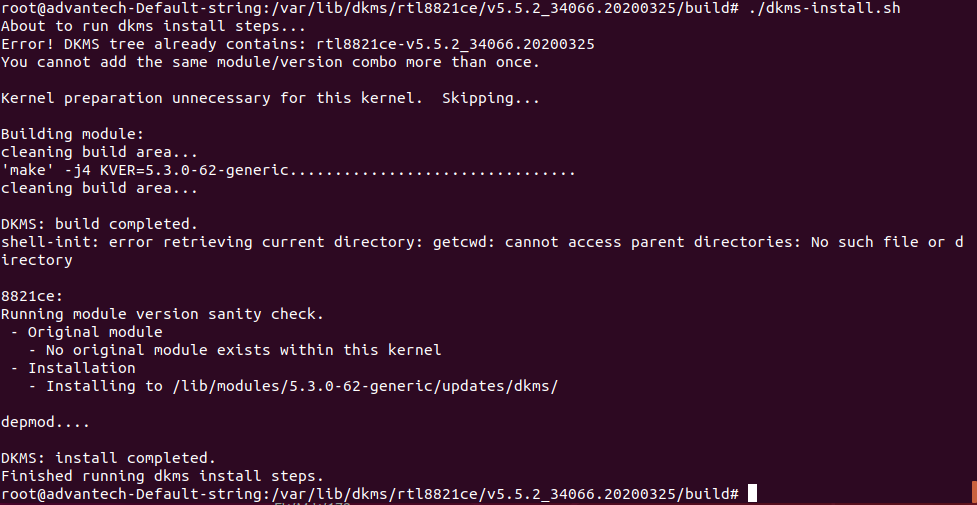 root@advantech-Default-string:/var/lib/dkms/rtl8821ce/v5.5.2_34066.20200325/build# ./dkms-install.sh
About to run dkms install steps...
Error! DKMS tree already contains: rtl8821ce-v5.5.2_34066.20200325
You cannot add the same module/version combo more than once.

Kernel preparation unnecessary for this kernel.  Skipping...

Building module:
cleaning build area...
'make' -j4 KVER=5.3.0-62-generic................................
cleaning build area...

DKMS: build completed.
shell-init: error retrieving current directory: getcwd: cannot access parent directories: No such file or d
irectory

8821ce:
Running module version sanity check.
 - Original module
   - No original module exists within this kernel
 - Installation
   - Installing to /lib/modules/5.3.0-62-generic/updates/dkms/

depmod....

DKMS: install completed.
Finished running dkms install steps.
root@advantech-Default-string:/var/lib/dkms/rtl8821ce/v5.5.2_34066.20200325/build#